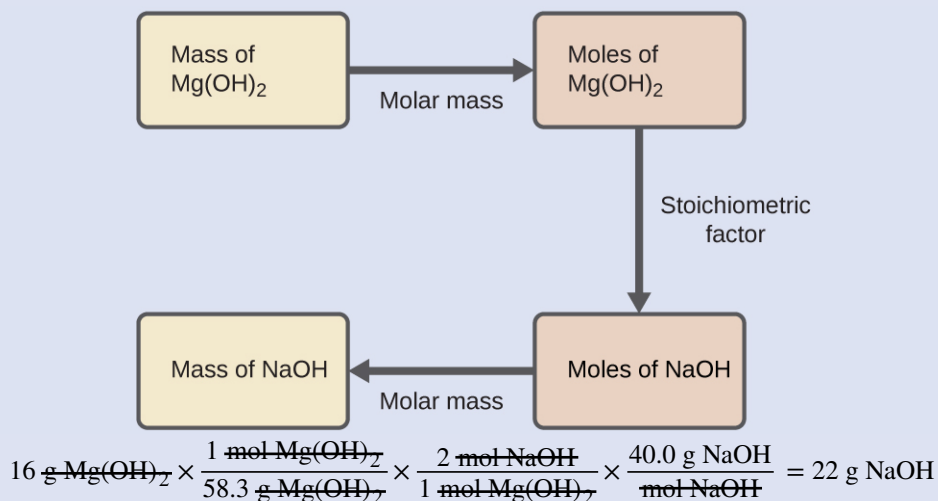 Mass of
Mg(OH)₂
Molar mass
Moles of
Mg(OH)₂
Stoichiometric
factor
Mass of NaOH
Molar mass
Moles of NaOH
16 g Mg(OH)₂ × 1 mol Mg(OH)₂ / 58.3 g Mg(OH)₂ × 2 mol NaOH / 1 mol Mg(OH)₂ × 40.0 g NaOH / mol NaOH = 22 g NaOH